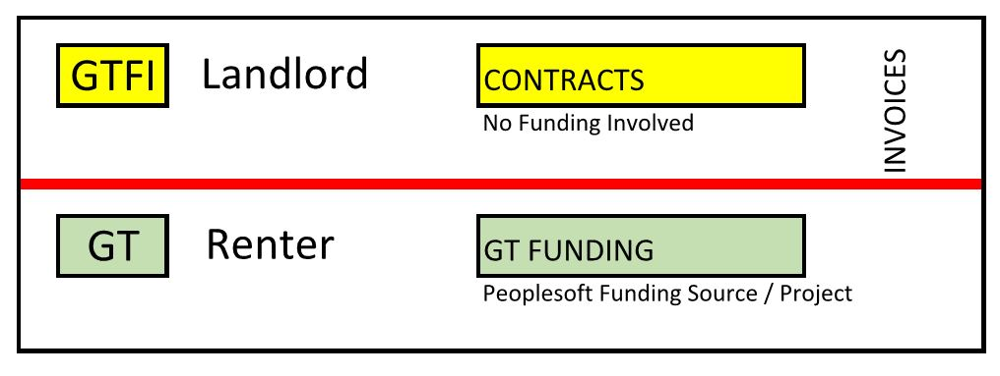 GTFI
Landlord
CONTRACTS
No Funding Involved
INVOICES
GT
Renter
GT FUNDING
Peoplesoft Funding Source / Project